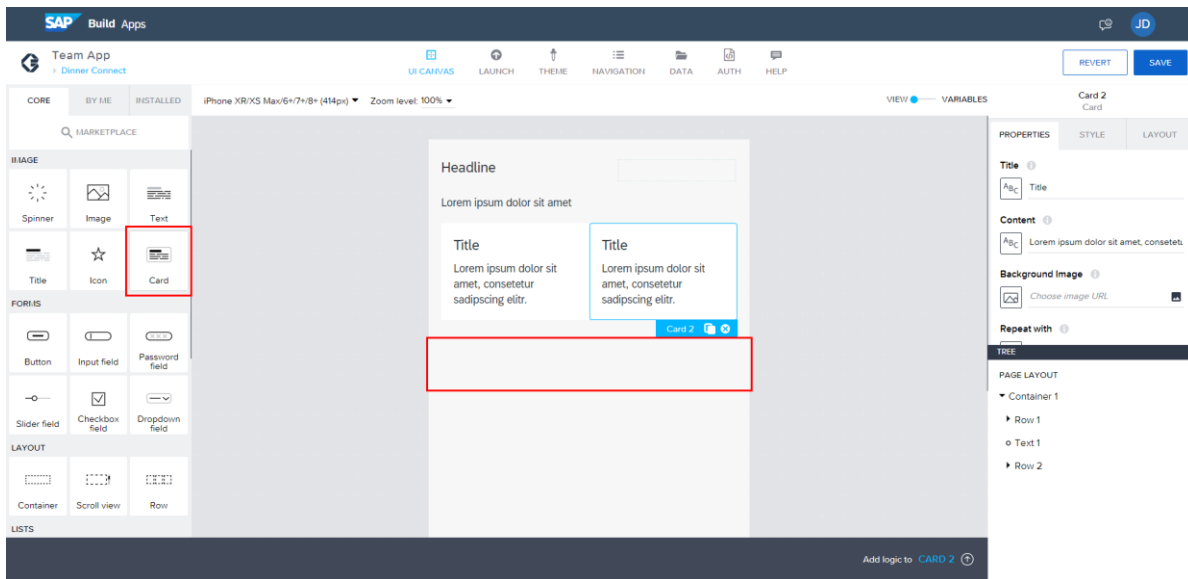 SAP Build Apps
JD
Team App
› Dinner Connect
UI CANVAS LAUNCH THEME NAVIGATION DATA AUTH HELP
REVERT SAVE
CORE BY ME INSTALLED
iPhone XR/XS Max/6+/7+/8+ (414px) Zoom level: 100%
VIEW VARIABLES
Card 2
Card
MARKETPLACE
PROPERTIES STYLE LAYOUT
IMAGE
Spinner Image Text
Title Icon Card
FORMS
Button Input field Password field
Slider field Checkbox field Dropdown field
LAYOUT
Container Scroll view Row
LISTS
Headline
Lorem ipsum dolor sit amet
Title
Lorem ipsum dolor sit
amet, consetetur
sadipscing elitr.
Title
Lorem ipsum dolor sit
amet, consetetur
sadipscing elitr.
Card 2
Title
ABC Title
Content
ABC Lorem ipsum dolor sit amet, consetetu
Background Image
Choose image URL
Repeat with
TREE
PAGE LAYOUT
Container 1
Row 1
Text 1
Row 2
Add logic to CARD 2